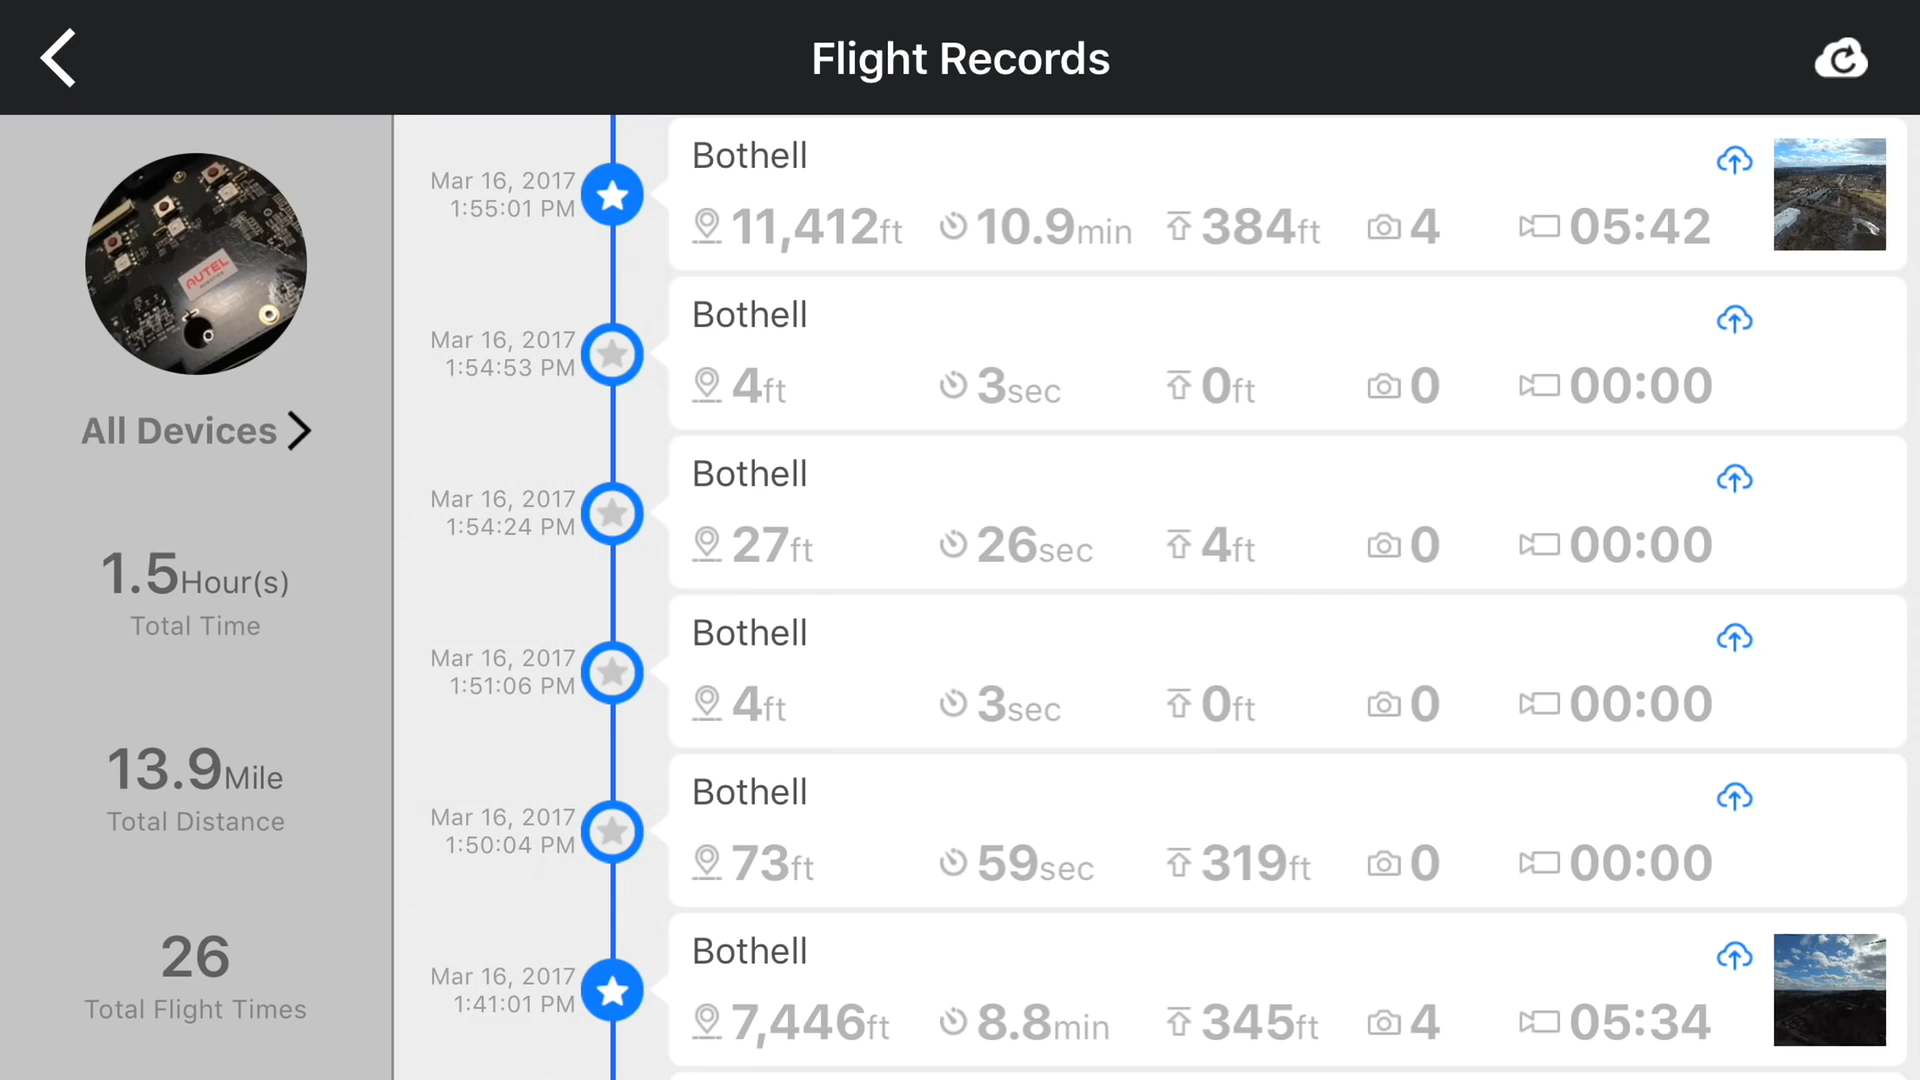 Flight Records
AUTEL
All Devices
1.5Hour(s)
Total Time
13.9Mile
Total Distance
26
Total Flight Times
Mar 16, 2017
1:55:01 PM
Bothell
11,412ft 10.9min 384ft 4 05:42
Mar 16, 2017
1:54:53 PM
Bothell
4ft 3sec 0ft 0 00:00
Mar 16, 2017
1:54:24 PM
Bothell
27ft 26sec 4ft 0 00:00
Mar 16, 2017
1:51:06 PM
Bothell
4ft 3sec 0ft 0 00:00
Mar 16, 2017
1:50:04 PM
Bothell
73ft 59sec 319ft 0 00:00
Mar 16, 2017
1:41:01 PM
Bothell
7,446ft 8.8min 345ft 4 05:34